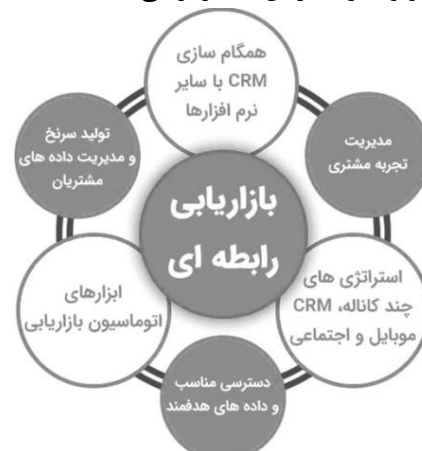 همگام سازی
CRM با سایر
نرم افزارها
مدیریت
تجربه مشتری
تولید سرنخ
و مدیریت داده های
مشتریان
بازاریابی
رابطه ای
استراتژی های
چند کاناله، CRM
موبایل و اجتماعی
ابزارهای
اتوماسیون بازاریابی
دسترسی مناسب
و داده های هدفمند